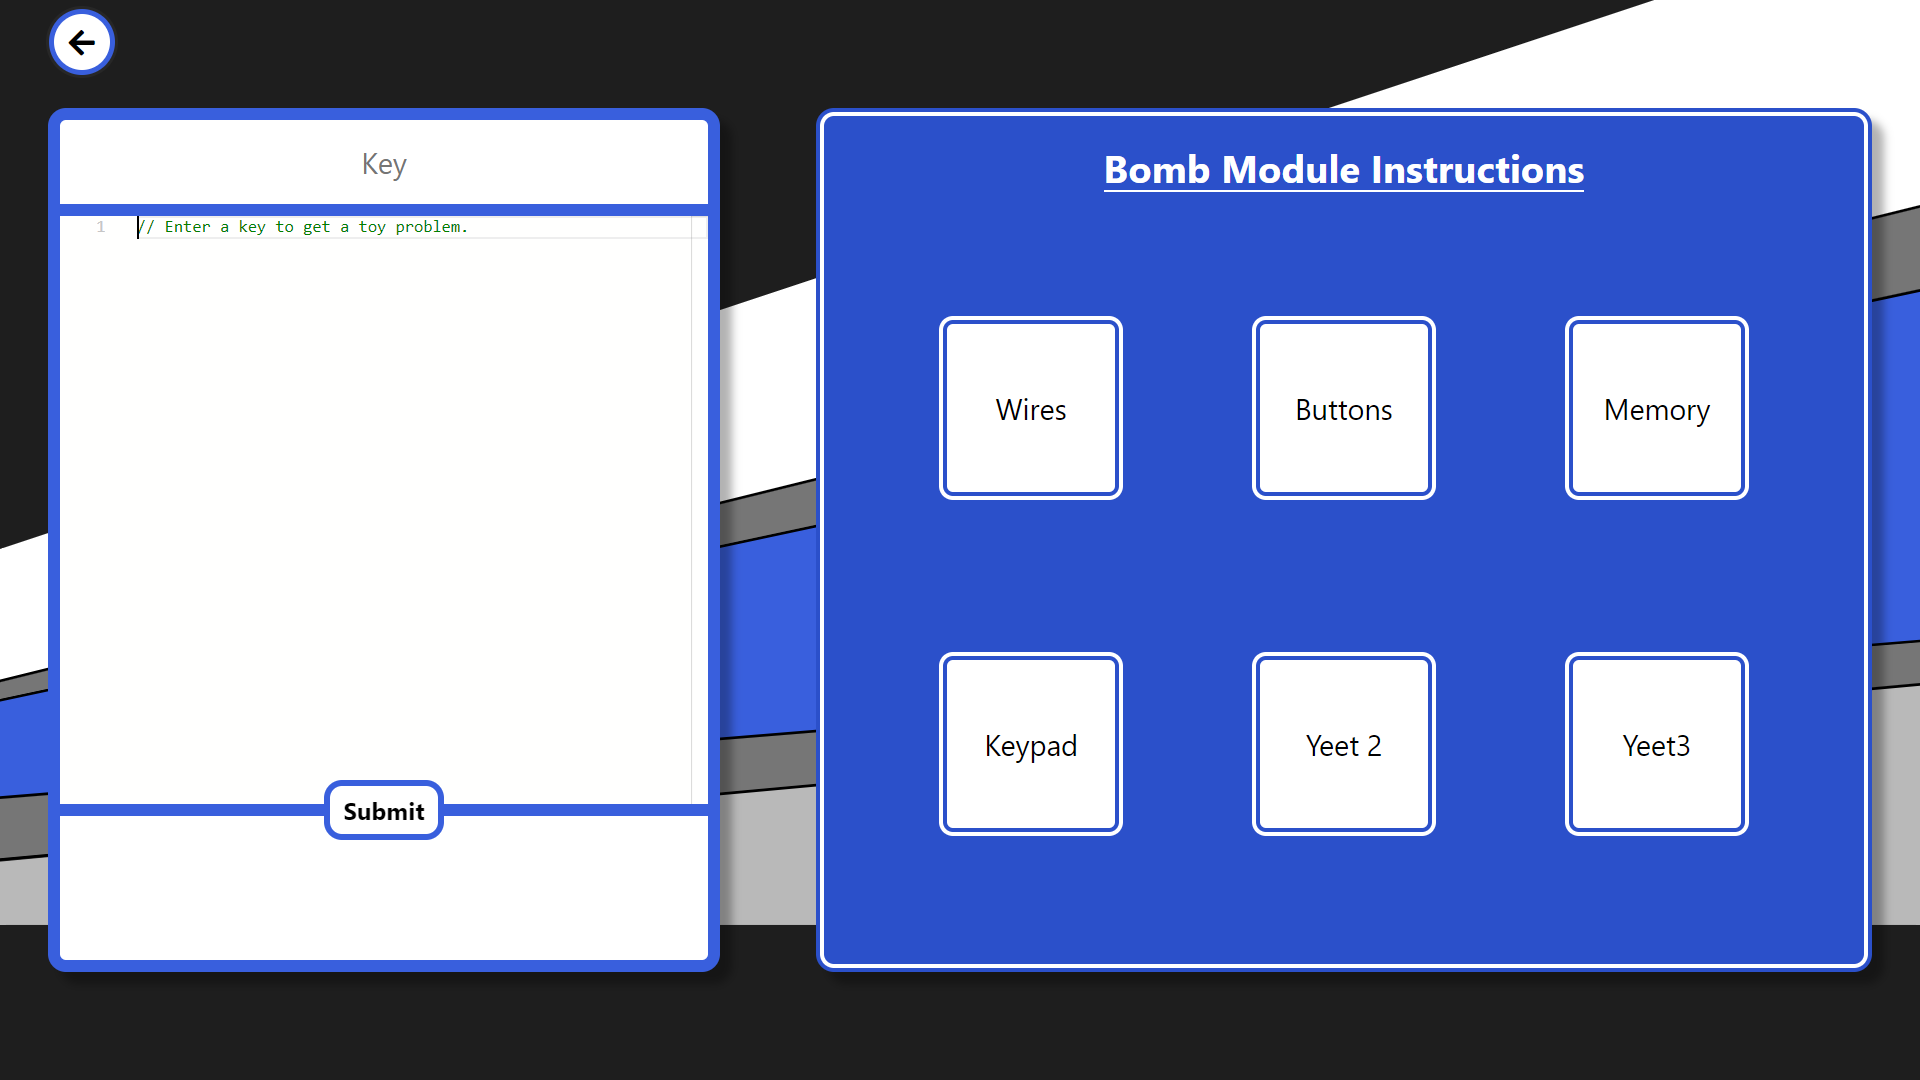 Key
1 // Enter a key to get a toy problem.
Submit
Bomb Module Instructions
Wires
Buttons
Memory
Keypad
Yeet 2
Yeet3